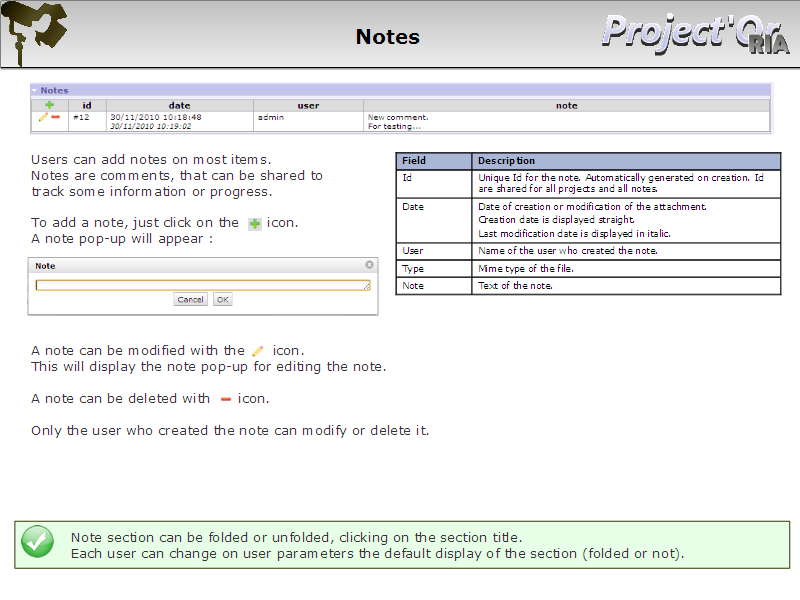 Notes
Project'Or
RIA
Notes
id date user note
#12 30/11/2010 10:18:48 admin New comment.
30/11/2010 10:19:02 For testing...
Users can add notes on most items.
Notes are comments, that can be shared to
track some information or progress.
To add a note, just click on the icon.
A note pop-up will appear :
Note
Cancel OK
Field Description
Id Unique Id for the note. Automatically generated on creation. Id
are shared for all projects and all notes.
Date Date of creation or modification of the attachment.
Creation date is displayed straight.
Last modification date is displayed in italic.
User Name of the user who created the note.
Type Mime type of the file.
Note Text of the note.
A note can be modified with the icon.
This will display the note pop-up for editing the note.
A note can be deleted with icon.
Only the user who created the note can modify or delete it.
Note section can be folded or unfolded, clicking on the section title.
Each user can change on user parameters the default display of the section (folded or not).